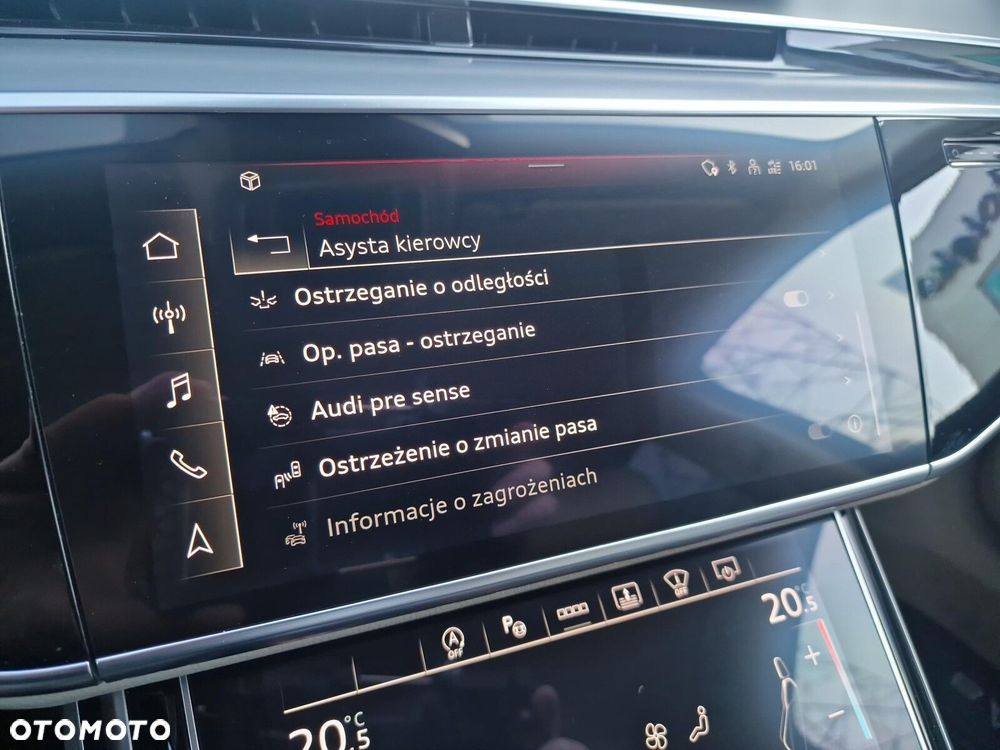 16:01
Samochód
Asysta kierowcy
Ostrzeganie o odległości
Op. pasa - ostrzeganie
Audi pre sense
Ostrzeżenie o zmianie pasa
Informacje o zagrożeniach
A OFF
P
OFF
20.5 °C
20.5 °C
OTOMOTO